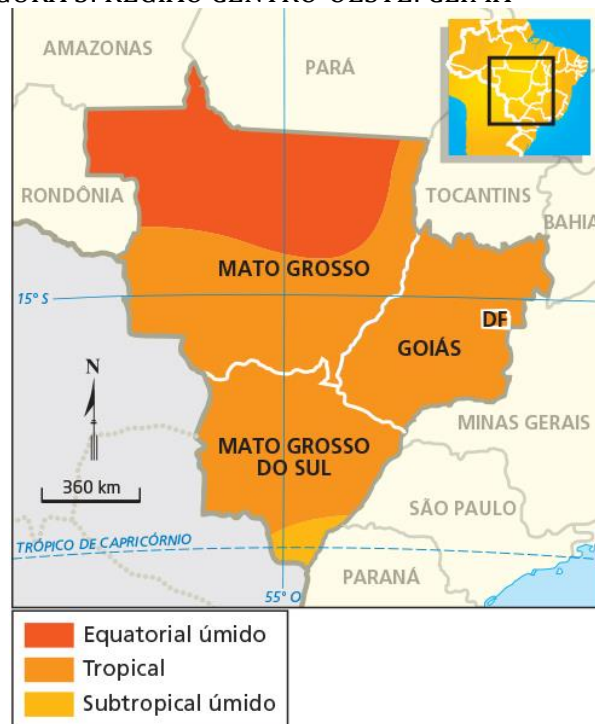 AMAZONAS
PARÁ
RONDÔNIA
TOCANTINS
BAHIA
MATO GROSSO
15° S
DF
GOIÁS
N
MINAS GERAIS
MATO GROSSO
DO SUL
360 km
SÃO PAULO
TRÓPICO DE CAPRICÓRNIO
PARANÁ
55° O
Equatorial úmido
Tropical
Subtropical úmido